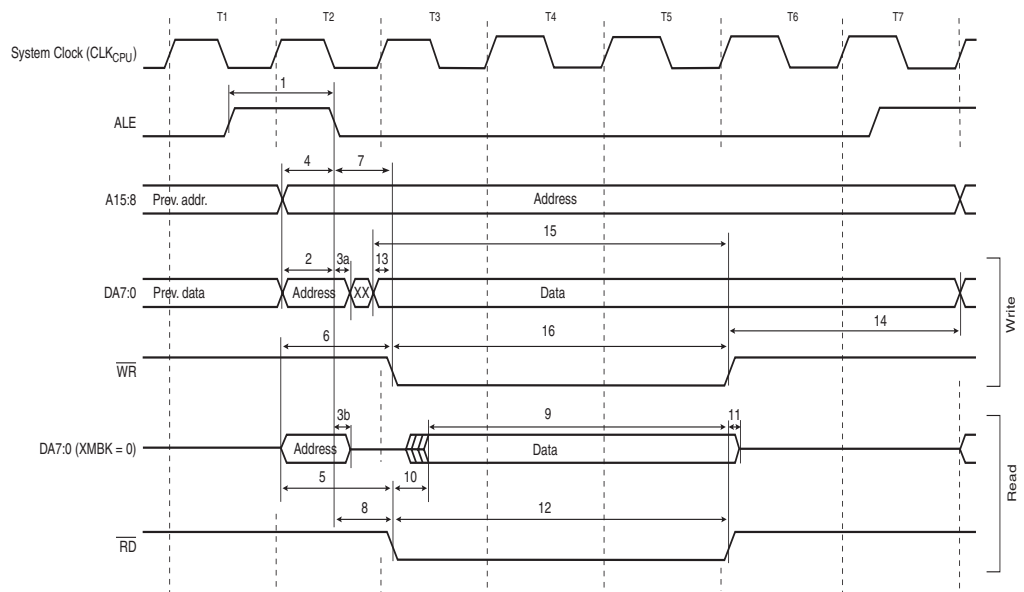 T1 T2 T3 T4 T5 T6 T7
System Clock (CLKCPU)
1
ALE
4 7
A15:8 Prev. addr. Address
15
2 3a 13
DA7:0 Prev. data Address XX Data
14
6 16
WR
Write
3b 9 11
DA7:0 (XMBK = 0) Address Data
5 10
8 12
RD
Read